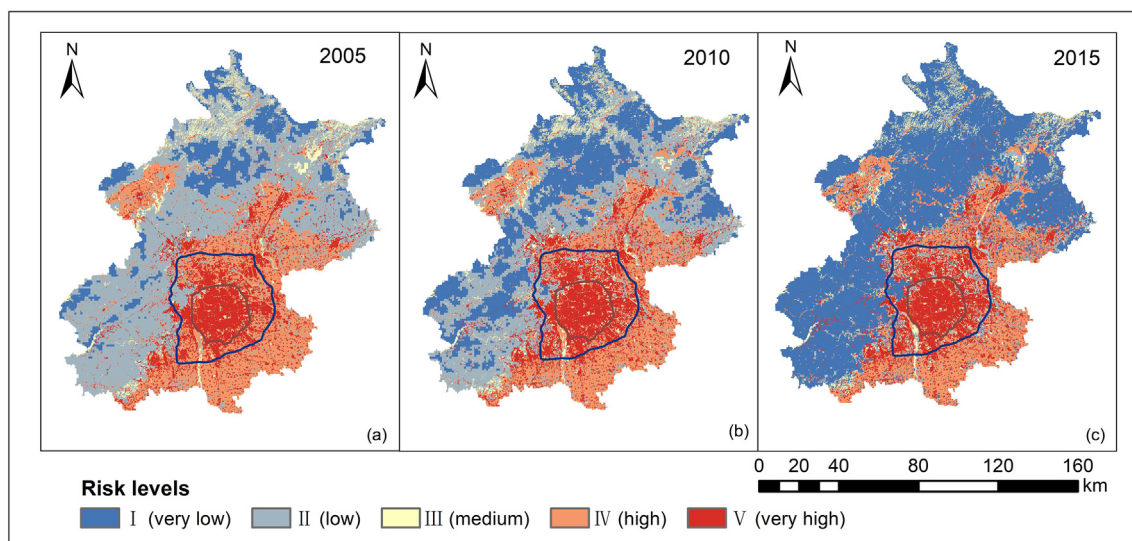 N
2005
(a)
N
2010
(b)
N
2015
(c)
0 20 40 80 120 160
km
Risk levels
Ⅰ (very low)
Ⅱ (low)
Ⅲ (medium)
Ⅳ (high)
Ⅴ (very high)